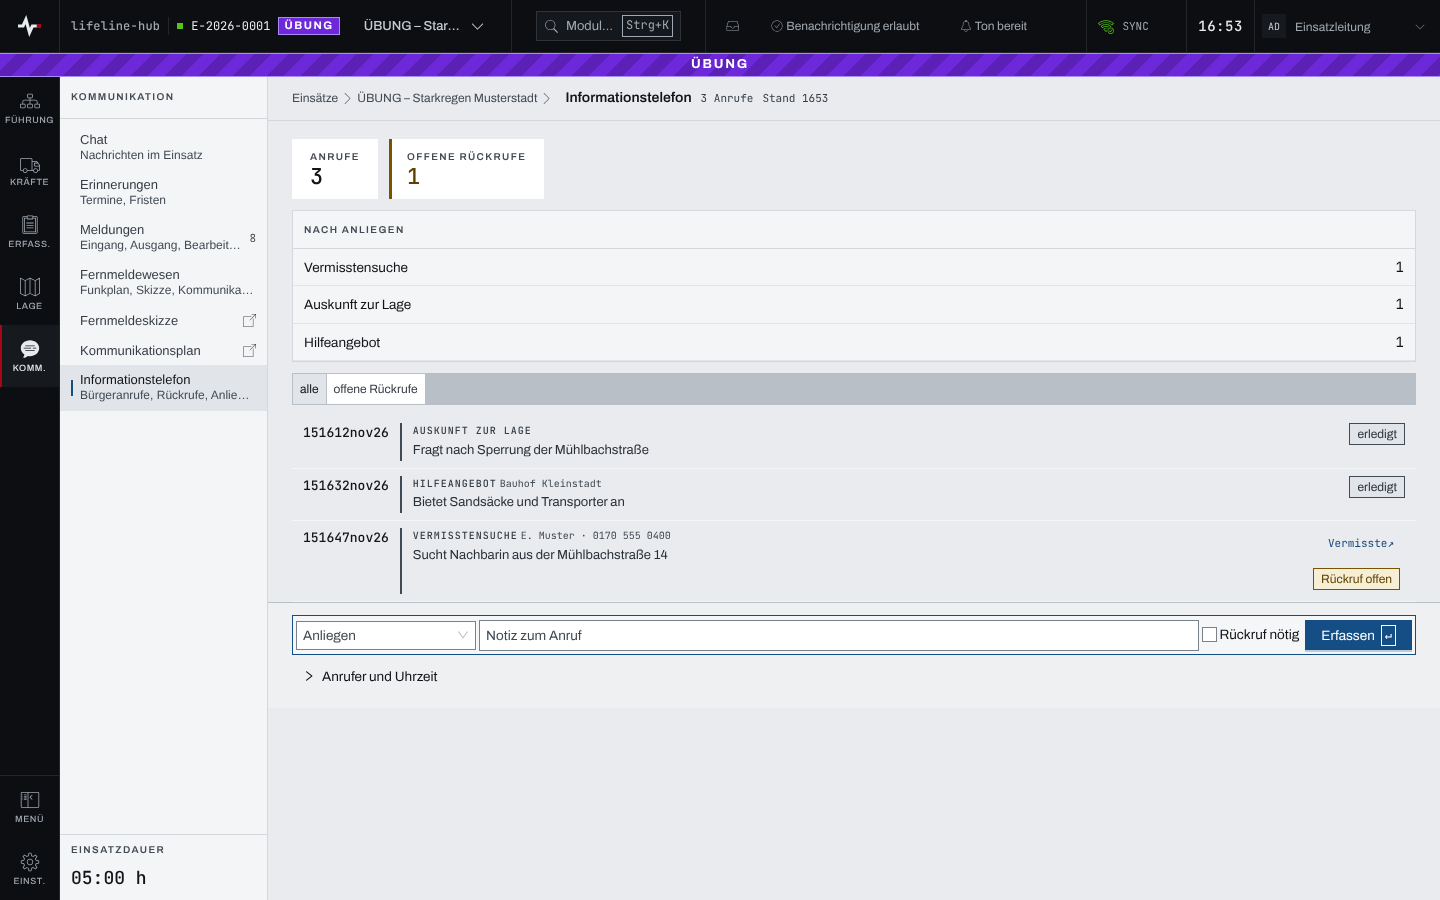 lifeline-hub
E-2026-0001
ÜBUNG
ÜBUNG – Star...
Modul...
Strg+K
Benachrichtigung erlaubt
Ton bereit
SYNC
16:53
AD
Einsatzleitung
ÜBUNG
FÜHRUNG
KRÄFTE
ERFASS.
LAGE
KOMM.
MENÜ
EINST.
KOMMUNIKATION
Chat
Nachrichten im Einsatz
Erinnerungen
Termine, Fristen
Meldungen
Eingang, Ausgang, Bearbeit...
8
Fernmeldewesen
Funkplan, Skizze, Kommunika...
Fernmeldeskizze
Kommunikationsplan
Informationstelefon
Bürgeranrufe, Rückrufe, Anlie...
EINSATZDAUER
05:00 h
Einsätze
ÜBUNG – Starkregen Musterstadt
Informationstelefon
3 Anrufe
Stand 1653
ANRUFE
3
OFFENE RÜCKRUFE
1
NACH ANLIEGEN
Vermisstensuche 1
Auskunft zur Lage 1
Hilfeangebot 1
alle
offene Rückrufe
151612nov26
AUSKUNFT ZUR LAGE
Fragt nach Sperrung der Mühlbachstraße
erledigt
151632nov26
HILFEANGEBOT Bauhof Kleinstadt
Bietet Sandsäcke und Transporter an
erledigt
151647nov26
VERMISSTENSUCHE E. Muster · 0170 555 0400
Sucht Nachbarin aus der Mühlbachstraße 14
Vermisste↗
Rückruf offen
Anliegen
Notiz zum Anruf
Rückruf nötig
Erfassen ↵
Anrufer und Uhrzeit